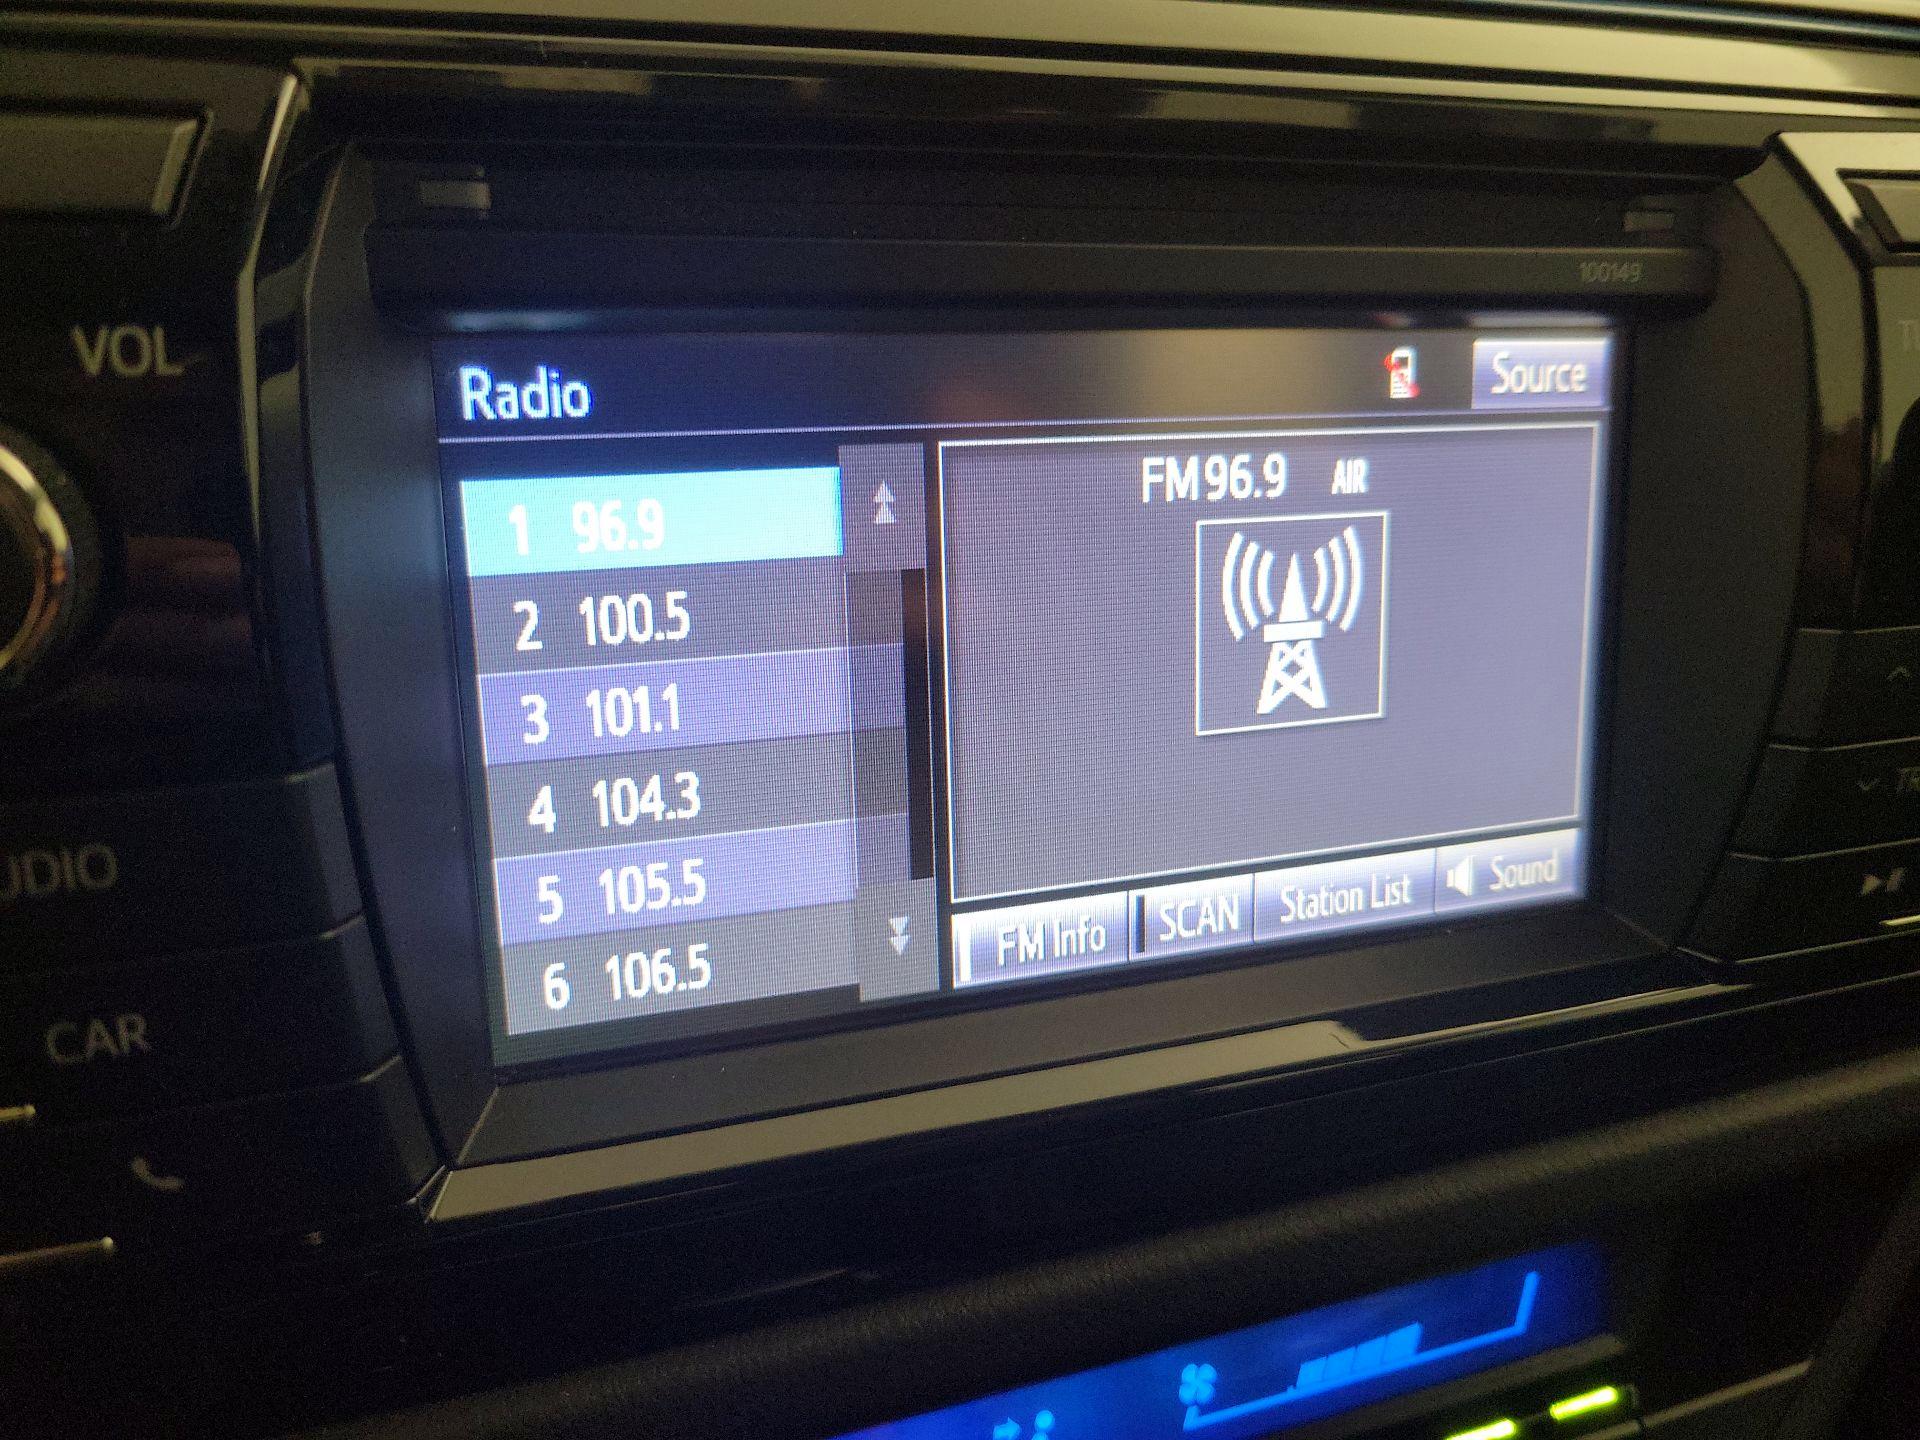 100149
VOL
Radio
Source
FM 96.9 AIR
1 96.9
2 100.5
3 101.1
4 104.3
5 105.5
6 106.5
FM Info
SCAN
Station List
Sound
UDIO
CAR